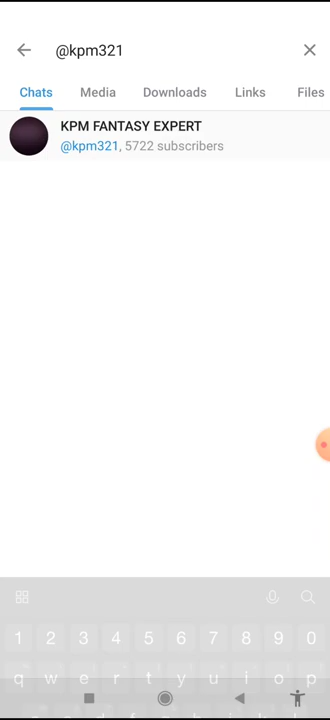 @kpm321
Chats Media Downloads Links Files
KPM FANTASY EXPERT
@kpm321, 5722 subscribers
1 2 3 4 5 6 7 8 9 0
q w e r t y u i o p